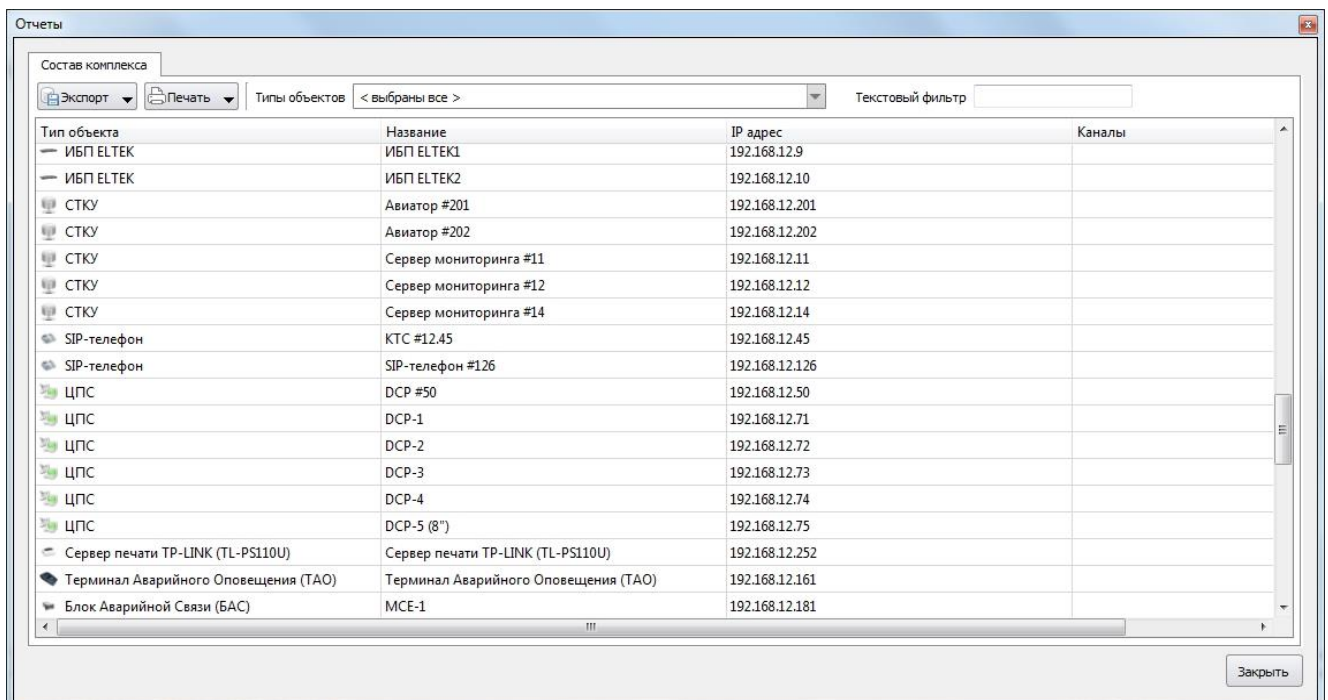 Отчеты
Состав комплекса
Экспорт Печать Типы объектов < выбраны все > Текстовый фильтр
Тип объекта Название IP адрес Каналы
ИБП ELTEK ИБП ELTEK1 192.168.12.9
ИБП ELTEK ИБП ELTEK2 192.168.12.10
СТКУ Авиатор #201 192.168.12.201
СТКУ Авиатор #202 192.168.12.202
СТКУ Сервер мониторинга #11 192.168.12.11
СТКУ Сервер мониторинга #12 192.168.12.12
СТКУ Сервер мониторинга #14 192.168.12.14
SIP-телефон КТС #12.45 192.168.12.45
SIP-телефон SIP-телефон #126 192.168.12.126
ЦПС DCP #50 192.168.12.50
ЦПС DCP-1 192.168.12.71
ЦПС DCP-2 192.168.12.72
ЦПС DCP-3 192.168.12.73
ЦПС DCP-4 192.168.12.74
ЦПС DCP-5 (8") 192.168.12.75
Сервер печати TP-LINK (TL-PS110U) Сервер печати TP-LINK (TL-PS110U) 192.168.12.252
Терминал Аварийного Оповещения (ТАО) Терминал Аварийного Оповещения (ТАО) 192.168.12.161
Блок Аварийной Связи (БАС) MCE-1 192.168.12.181
Закрыть